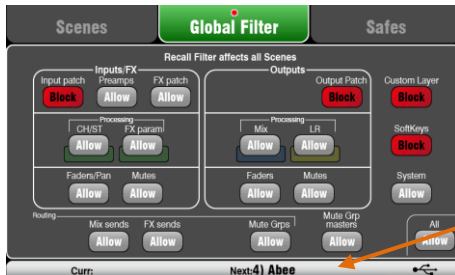 Scenes Global Filter Safes
Recall Filter affects all Scenes
Inputs/FX Outputs
Input patch Preamps FX patch Output Patch Custom Layer
Block Allow Allow Block Block
Processing Processing
CH/ST FX param Mix LR SoftKeys
Allow Allow Allow Allow Block
Faders/Pan Mutes Faders Mutes System
Allow Allow Allow Allow Allow
Routing
Mix sends FX sends Mute Grps Mute Grp masters All
Allow Allow Allow Allow Allow
Curr: Next:4) Abee